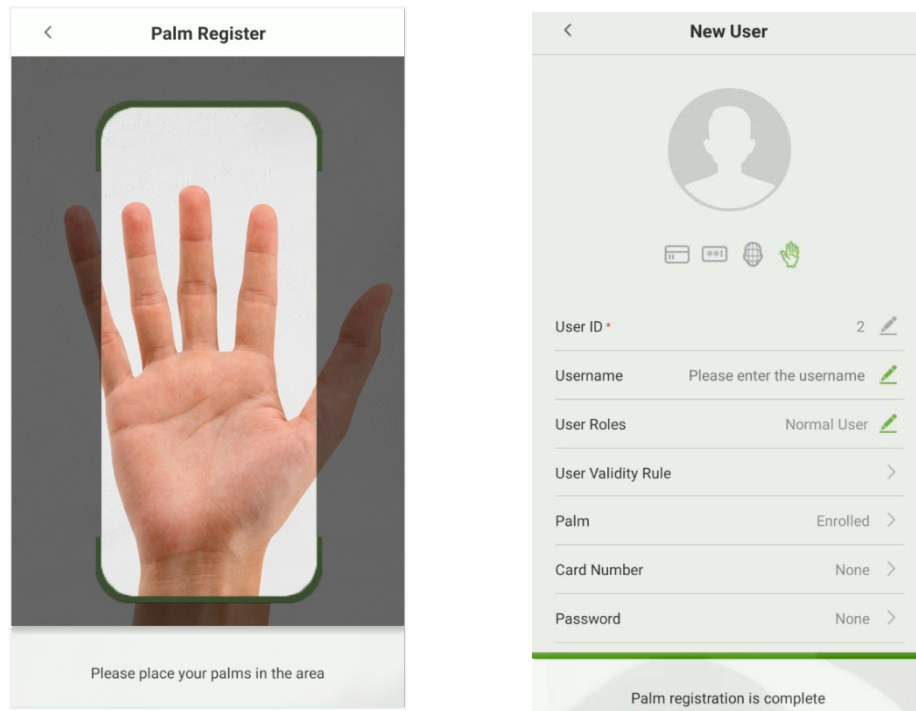 Palm Register
Please place your palms in the area
New User
User ID * 2
Username Please enter the username
User Roles Normal User
User Validity Rule
Palm Enrolled
Card Number None
Password None
Palm registration is complete